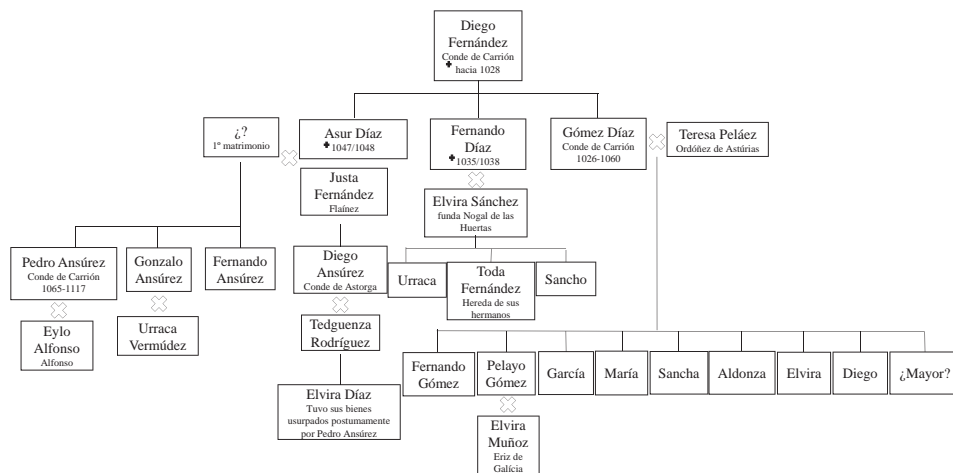 Diego
Fernández
Conde de Carrión
✝ hacia 1028
¿?
1º matrimonio
Asur Díaz
✝ 1047/1048
Fernando
Díaz
✝ 1035/1038
Gómez Díaz
Conde de Carrión
1026-1060
Teresa Peláez
Ordóñez de Astúrias
Justa
Fernández
Flaínez
Elvira Sánchez
funda Nogal de las
Huertas
Pedro Ansúrez
Conde de Carrión
1065-1117
Gonzalo
Ansúrez
Fernando
Ansúrez
Diego
Ansúrez
Conde de Astorga
Urraca
Toda
Fernández
Hereda de sus
hermanos
Sancho
Eylo
Alfonso
Alfonso
Urraca
Vermúdez
Tedguenza
Rodríguez
Fernando
Gómez
Pelayo
Gómez
García
María
Sancha
Aldonza
Elvira
Diego
¿Mayor?
Elvira Díaz
Tuvo sus bienes
usurpados postumamente
por Pedro Ansúrez
Elvira
Muñoz
Eriz de
Galícia